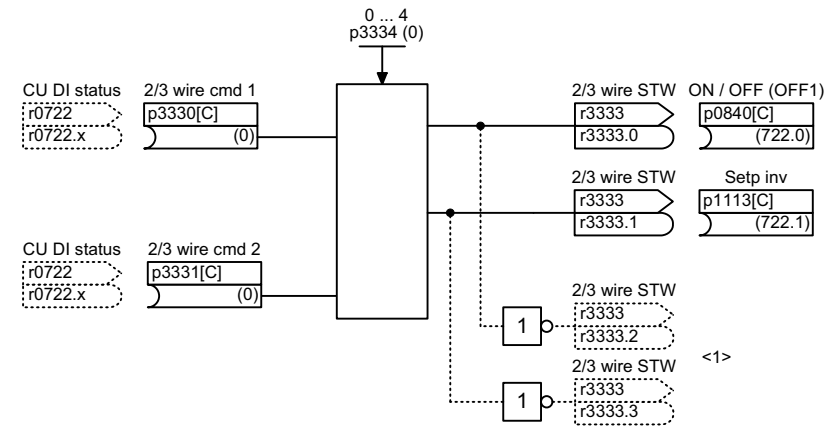 0 ... 4
p3334 (0)
CU DI status
2/3 wire cmd 1
r0722
p3330[C]
r0722.x
(0)
2/3 wire STW
ON / OFF (OFF1)
r3333
p0840[C]
r3333.0
(722.0)
2/3 wire STW
Setp inv
r3333
p1113[C]
r3333.1
(722.1)
CU DI status
2/3 wire cmd 2
r0722
p3331[C]
r0722.x
(0)
2/3 wire STW
r3333
1
r3333.2
<1>
2/3 wire STW
r3333
1
r3333.3